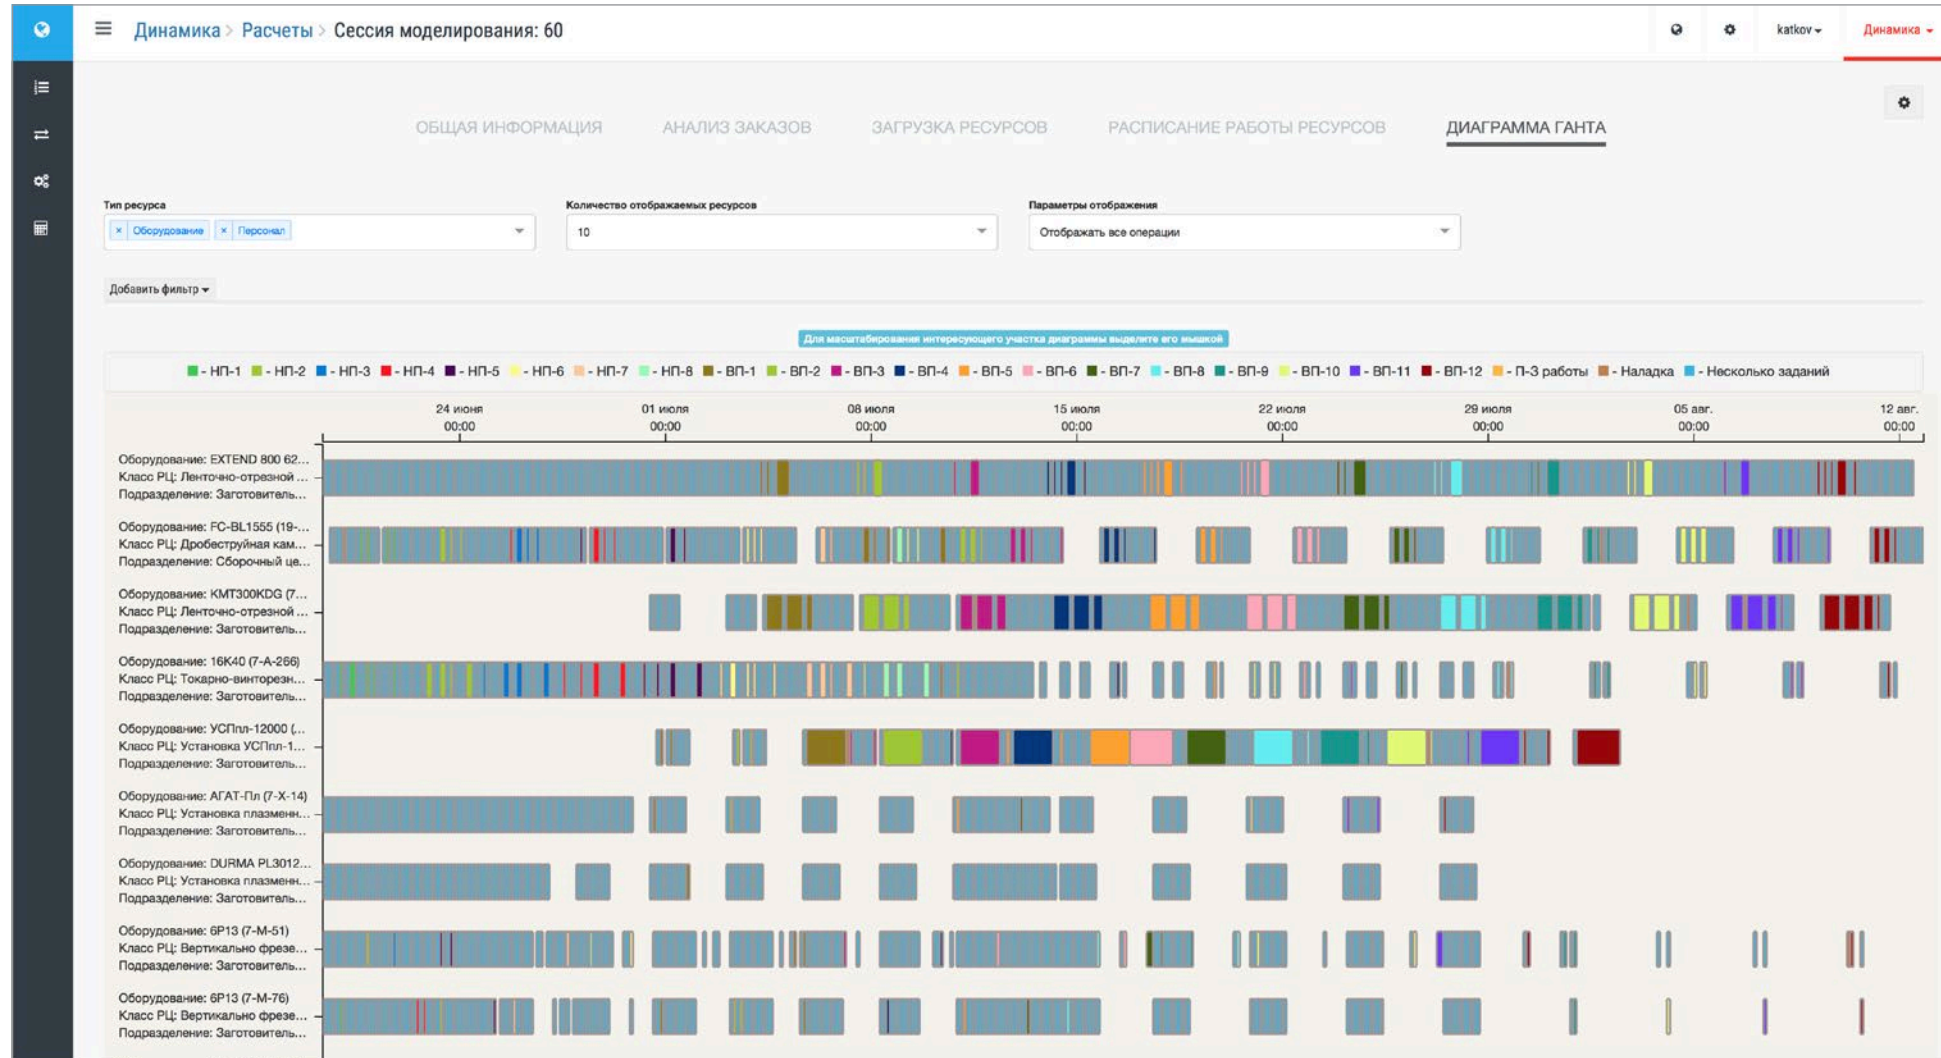 Динамика > Расчеты > Сессия моделирования: 60
katkov
Динамика
ОБЩАЯ ИНФОРМАЦИЯ АНАЛИЗ ЗАКАЗОВ ЗАГРУЗКА РЕСУРСОВ РАСПИСАНИЕ РАБОТЫ РЕСУРСОВ ДИАГРАММА ГАНТА
Тип ресурса Количество отображаемых ресурсов Параметры отображения
× Оборудование × Персонал 10 Отображать все операции
Добавить фильтр
Для масштабирования интересующего участка диаграммы выделите его мышкой
- НП-1 - НП-2 - НП-3 - НП-4 - НП-5 - НП-6 - НП-7 - НП-8 - ВП-1 - ВП-2 - ВП-3 - ВП-4 - ВП-5 - ВП-6 - ВП-7 - ВП-8 - ВП-9 - ВП-10 - ВП-11 - ВП-12 - П-З работы - Наладка - Несколько заданий
24 июня 01 июля 08 июля 15 июля 22 июля 29 июля 05 авг. 12 авг.
00:00 00:00 00:00 00:00 00:00 00:00 00:00 00:00
Оборудование: EXTEND 800 62...
Класс РЦ: Ленточно-отрезной ...
Подразделение: Заготовитель...
Оборудование: FC-BL1555 (19-...
Класс РЦ: Дробеструйная кам...
Подразделение: Сборочный це...
Оборудование: KMT300KDG (7...
Класс РЦ: Ленточно-отрезной ...
Подразделение: Заготовитель...
Оборудование: 16К40 (7-А-266)
Класс РЦ: Токарно-винторезн...
Подразделение: Заготовитель...
Оборудование: УСПпл-12000 (...
Класс РЦ: Установка УСПпл-1...
Подразделение: Заготовитель...
Оборудование: АГАТ-Пл (7-Х-14)
Класс РЦ: Установка плазменн...
Подразделение: Заготовитель...
Оборудование: DURMA PL3012...
Класс РЦ: Установка плазменн...
Подразделение: Заготовитель...
Оборудование: 6Р13 (7-М-51)
Класс РЦ: Вертикально фрезе...
Подразделение: Заготовитель...
Оборудование: 6Р13 (7-М-76)
Класс РЦ: Вертикально фрезе...
Подразделение: Заготовитель...